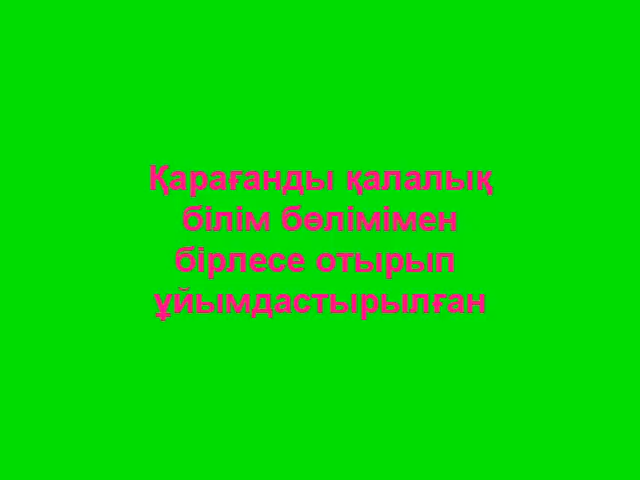 Қарағанды қалалық
білім бөлімімен
бірлесе отырып
ұйымдастырылған